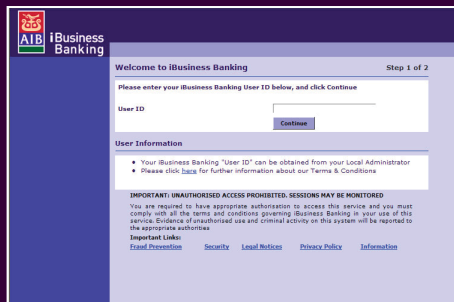 AIB
iBusiness
Banking
Welcome to iBusiness Banking Step 1 of 2
Please enter your iBusiness Banking User ID below, and click Continue
User ID
Continue
User Information
• Your iBusiness Banking "User ID" can be obtained from your Local Administrator
• Please click here for further information about our Terms & Conditions
IMPORTANT: UNAUTHORISED ACCESS PROHIBITED. SESSIONS MAY BE MONITORED
You are required to have appropriate authorisation to access this service and you must
comply with all the terms and conditions governing iBusiness Banking in your use of this
service. Evidence of unauthorised use and criminal activity on this system will be reported to
the appropriate authorities
Important Links:
Fraud Prevention Security Legal Notices Privacy Policy Information